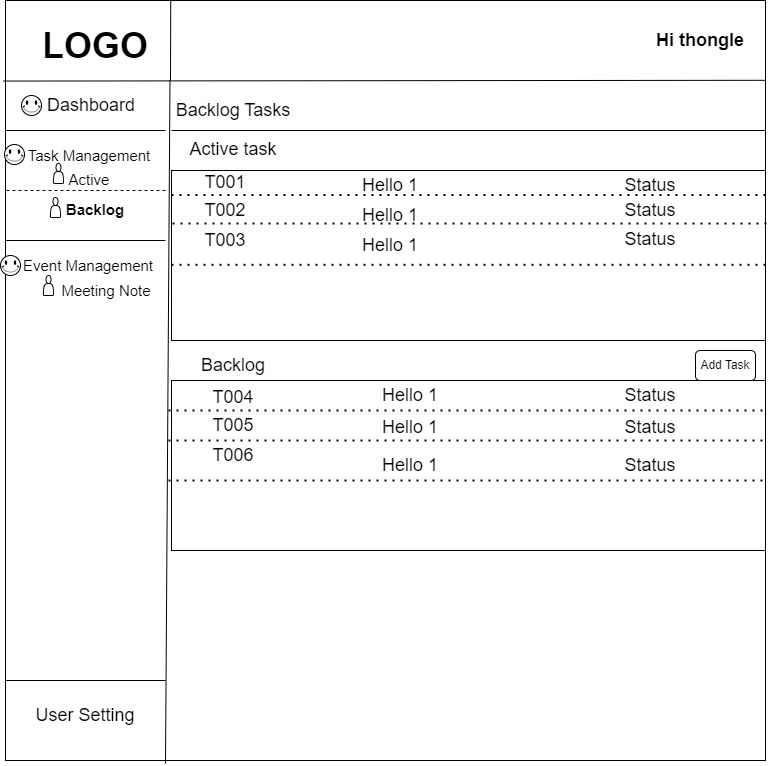 LOGO
Hi thongle
Dashboard
Task Management
Active
Backlog
Event Management
Meeting Note
User Setting
Backlog Tasks
Active task
T001 Hello 1 Status
T002 Hello 1 Status
T003 Hello 1 Status
Backlog
Add Task
T004 Hello 1 Status
T005 Hello 1 Status
T006 Hello 1 Status